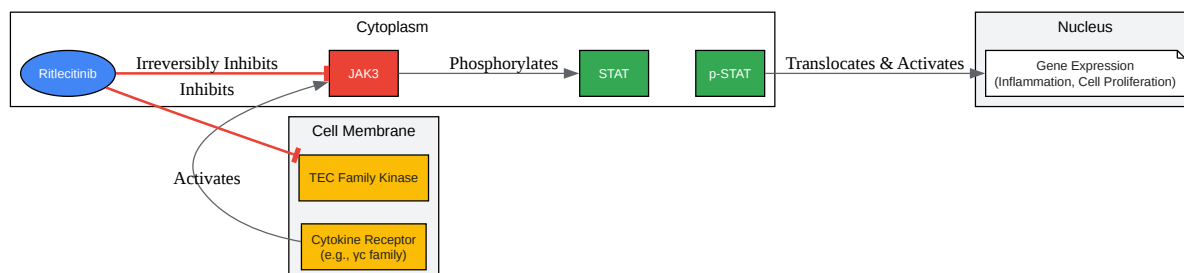 Cytoplasm
Nucleus
Ritlecitinib
Irreversibly Inhibits
JAK3
Phosphorylates
STAT
p-STAT
Translocates & Activates
Gene Expression
(Inflammation, Cell Proliferation)
Inhibits
Cell Membrane
TEC Family Kinase
Activates
Cytokine Receptor
(e.g., γc family)